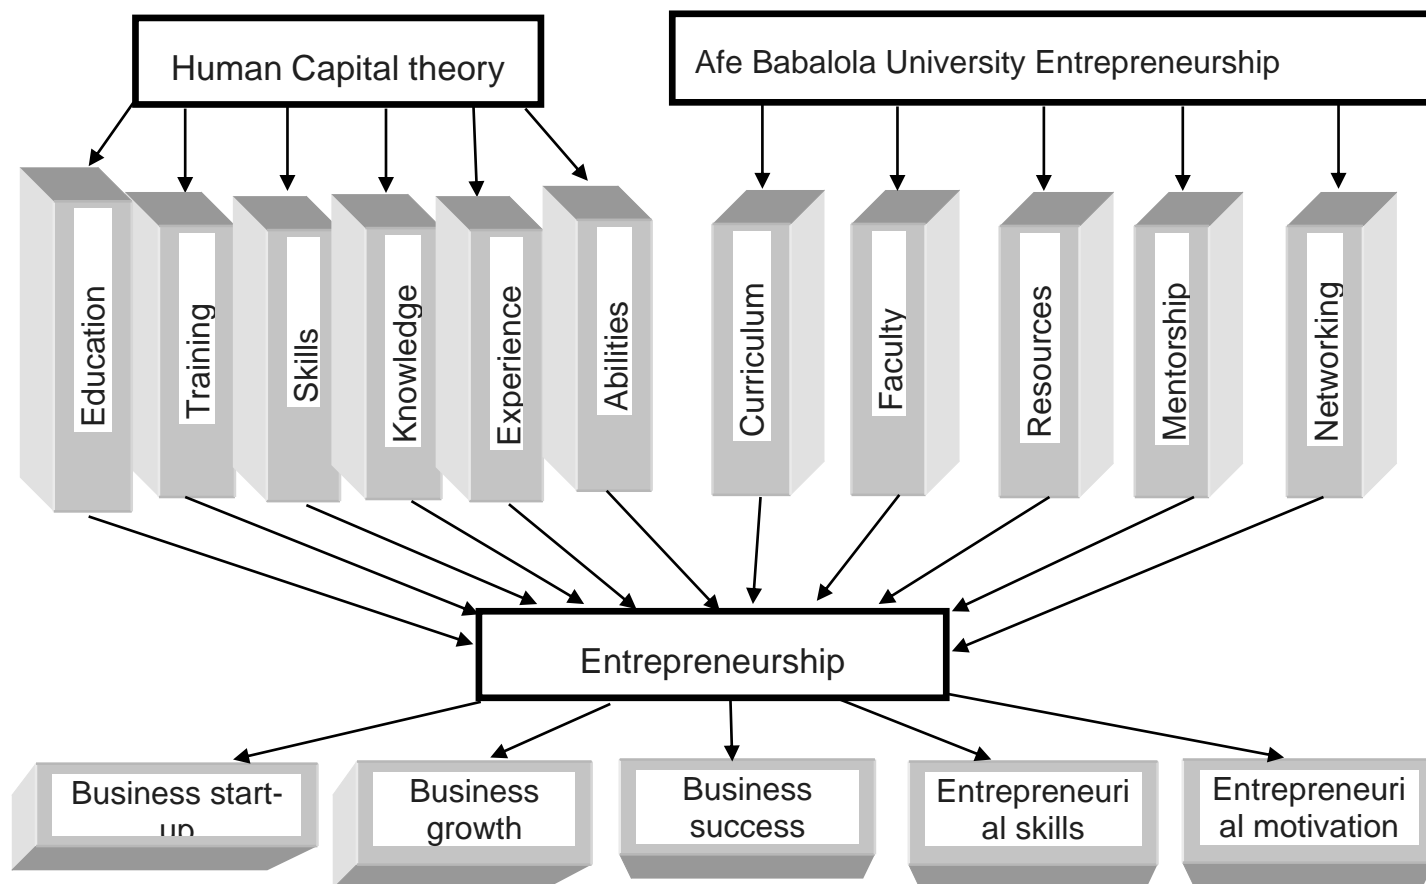 Human Capital theory
Afe Babalola University Entrepreneurship
Education
Training
Skills
Knowledge
Experience
Abilities
Curriculum
Faculty
Resources
Mentorship
Networking
Entrepreneurship
Business start-
up
Business
growth
Business
success
Entrepreneuri
al skills
Entrepreneuri
al motivation